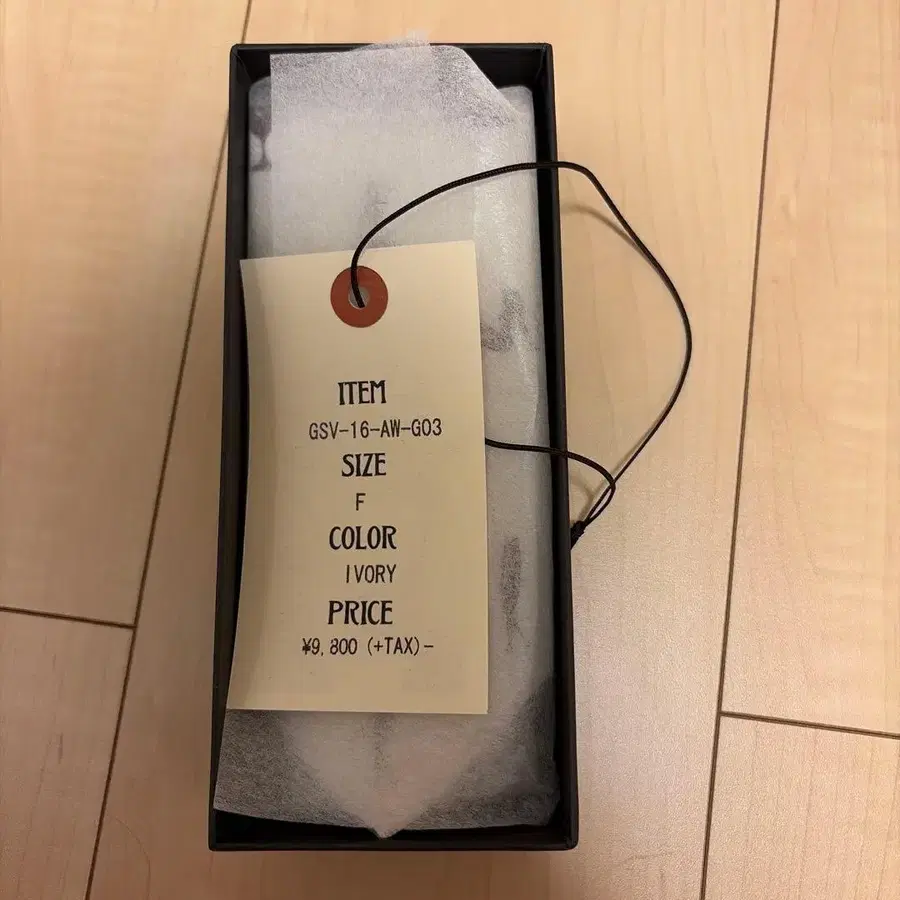 ITEM
GSV-16-AW-G03
SIZE
F
COLOR
IVORY
PRICE
¥9,800 (+TAX)-